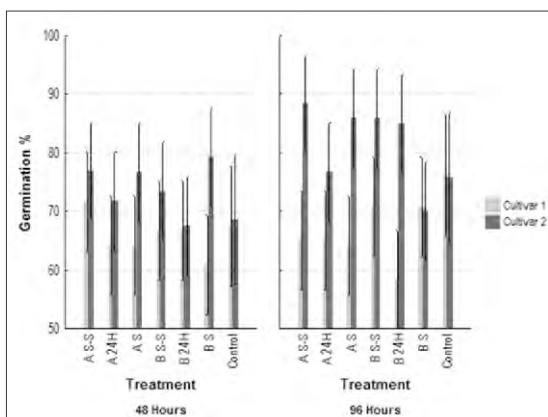 100
90
80
70
60
50
Germination %
A S-S
A 24H
A S
B S-S
B 24H
B S
Control
A S-S
A 24H
A S
B S-S
B 24H
B S
Control
Treatment
Treatment
48 Hours
96 Hours
Cultivar 1
Cultivar 2